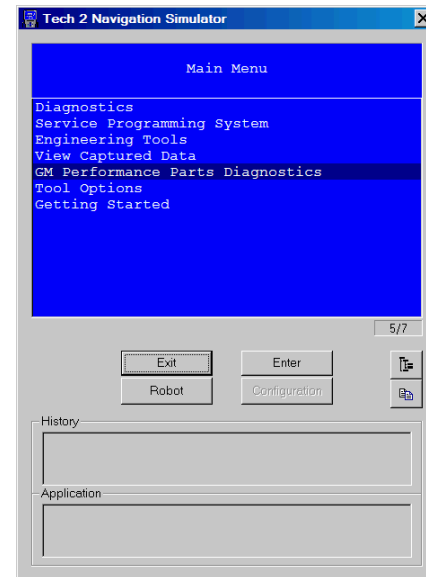 Tech 2 Navigation Simulator
Main Menu
Diagnostics
Service Programming System
Engineering Tools
View Captured Data
GM Performance Parts Diagnostics
Tool Options
Getting Started
5/7
Exit
Enter
Robot
Configuration
History
Application